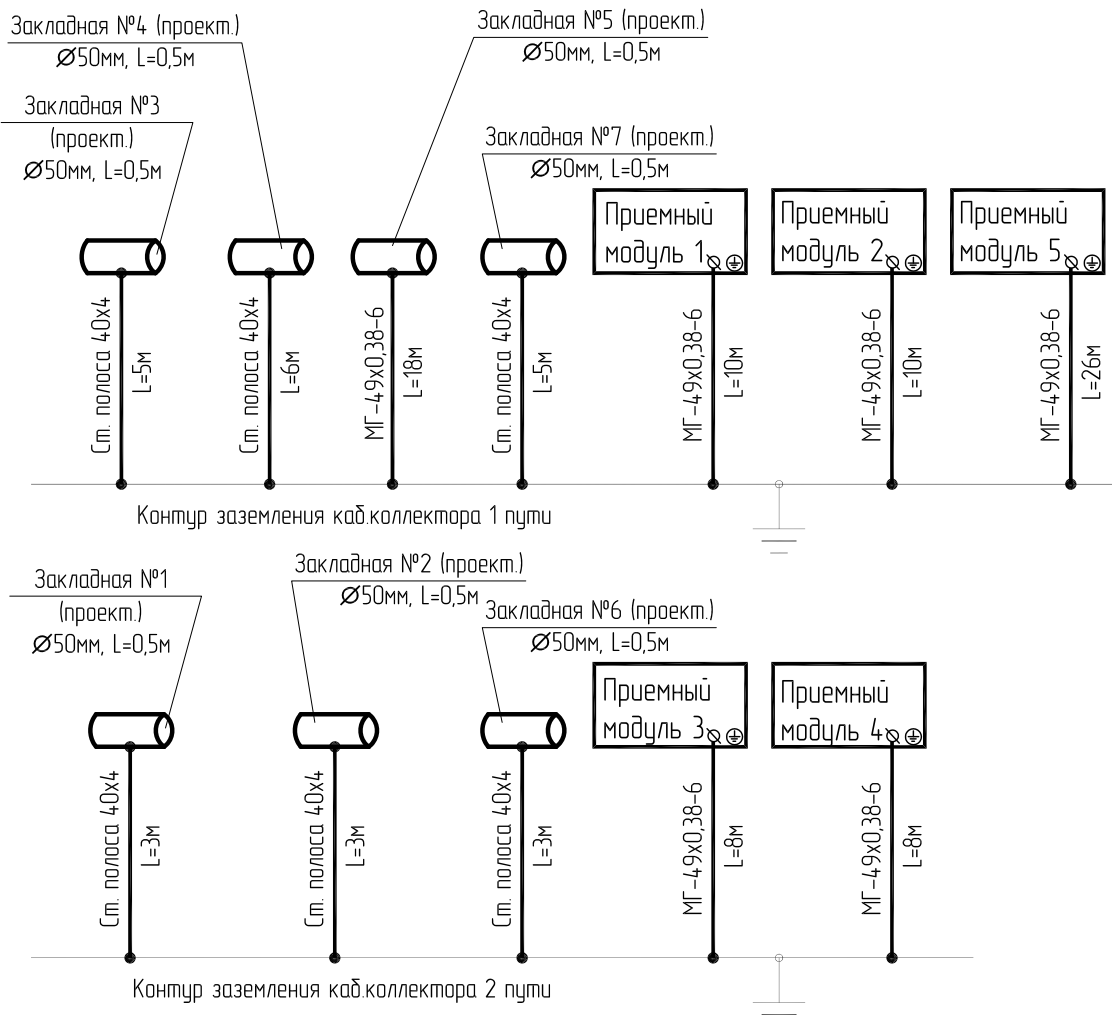 Закладная №4 (проект.)
Ø50мм, L=0,5м
Закладная №5 (проект.)
Ø50мм, L=0,5м
Закладная №3
(проект.)
Ø50мм, L=0,5м
Закладная №7 (проект.)
Ø50мм, L=0,5м
Приемный
модуль 1
Приемный
модуль 2
Приемный
модуль 5
Ст. полоса 40х4
L=5м
Ст. полоса 40х4
L=6м
МГ-49х0,38-6
L=18м
Ст. полоса 40х4
L=5м
МГ-49х0,38-6
L=10м
МГ-49х0,38-6
L=10м
МГ-49х0,38-6
L=26м
Контур заземления каб.коллектора 1 пути
Закладная №1
(проект.)
Ø50мм, L=0,5м
Закладная №2 (проект.)
Ø50мм, L=0,5м
Закладная №6 (проект.)
Ø50мм, L=0,5м
Приемный
модуль 3
Приемный
модуль 4
Ст. полоса 40х4
L=3м
Ст. полоса 40х4
L=3м
Ст. полоса 40х4
L=3м
МГ-49х0,38-6
L=8м
МГ-49х0,38-6
L=8м
Контур заземления каб.коллектора 2 пути